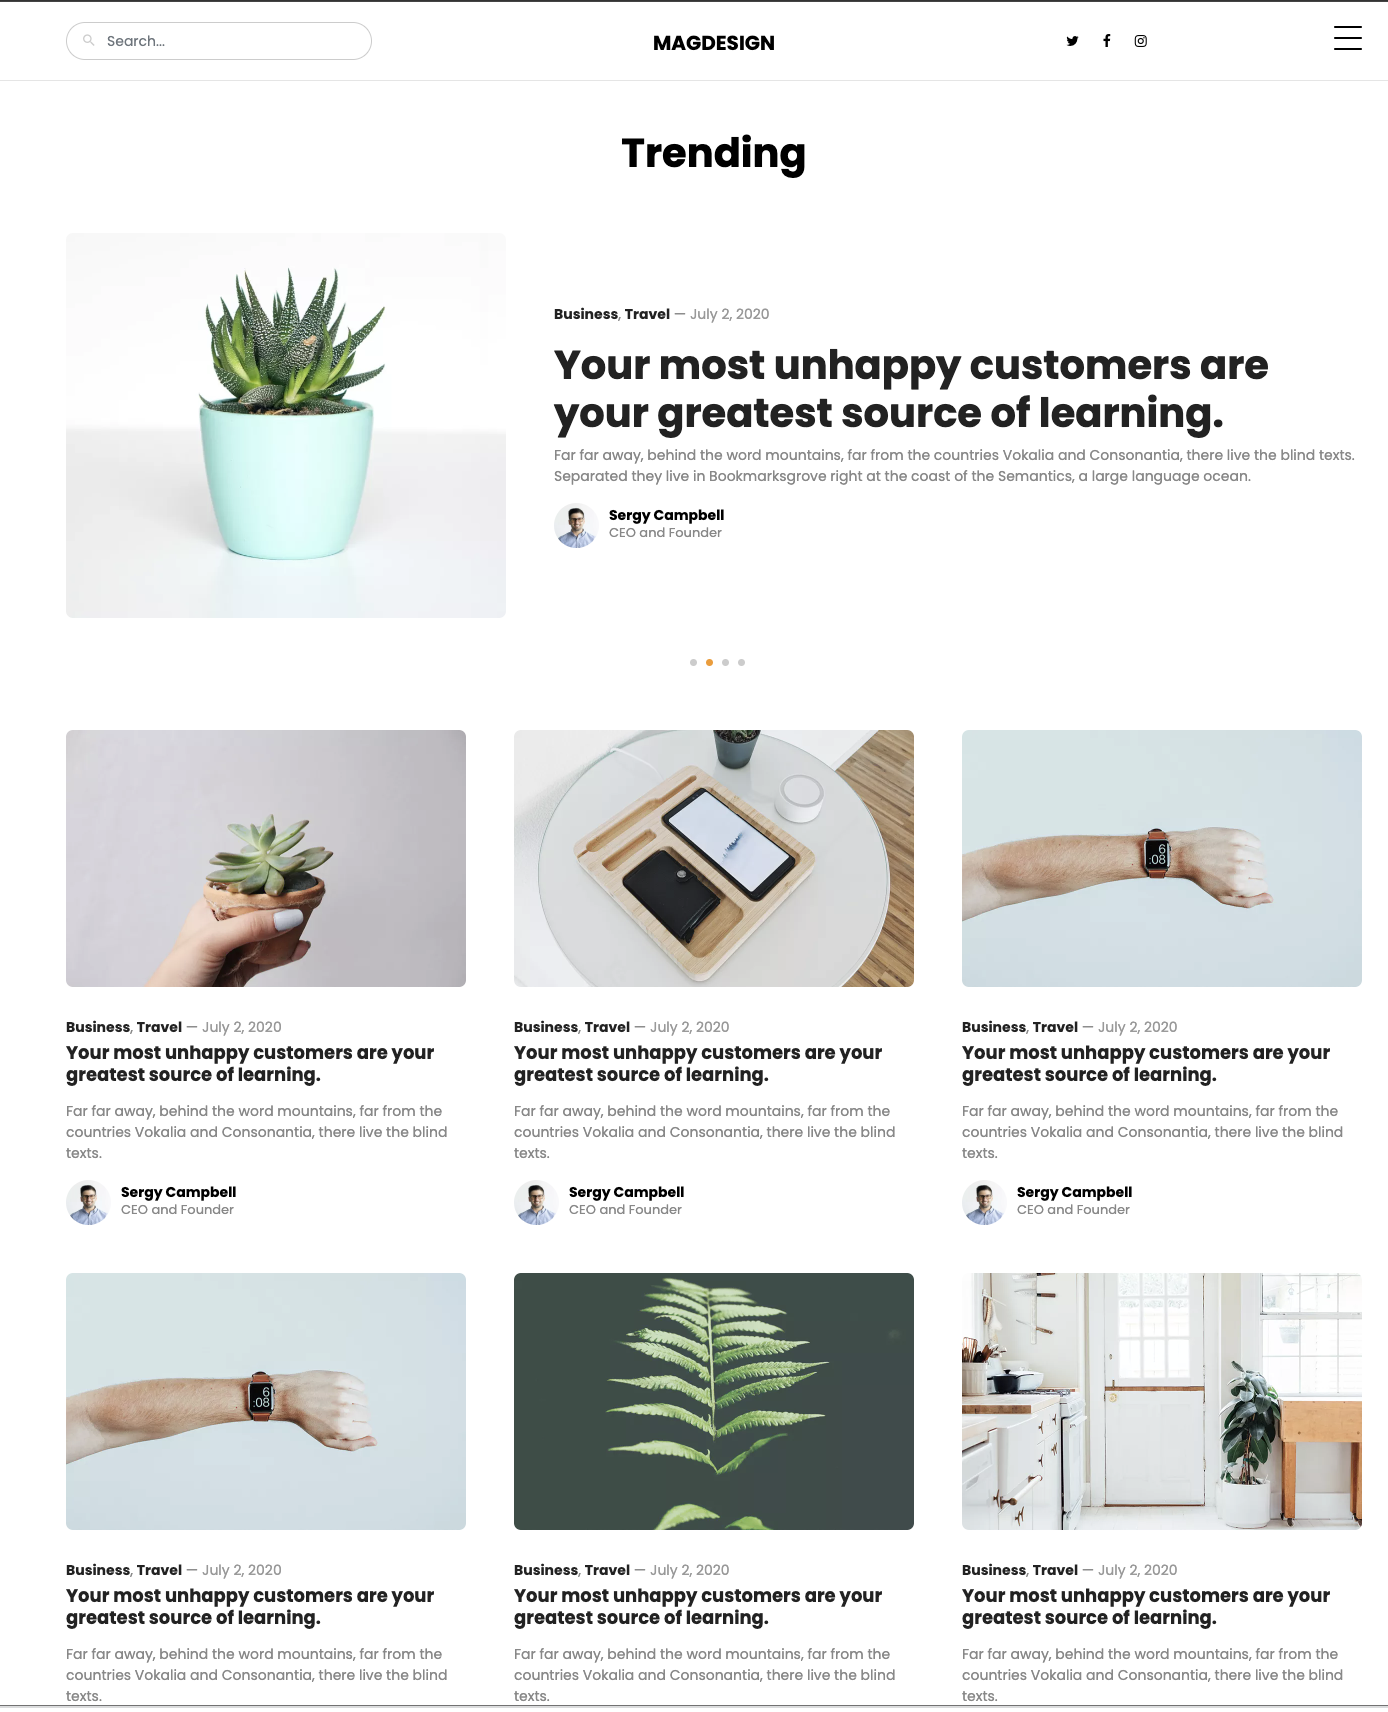 Search...
MAGDESIGN
Trending
Business, Travel — July 2, 2020
Your most unhappy customers are
your greatest source of learning.
Far far away, behind the word mountains, far from the countries Vokalia and Consonantia, there live the blind texts.
Separated they live in Bookmarksgrove right at the coast of the Semantics, a large language ocean.
Sergy Campbell
CEO and Founder
6
:08
Business, Travel — July 2, 2020
Your most unhappy customers are your
greatest source of learning.
Far far away, behind the word mountains, far from the
countries Vokalia and Consonantia, there live the blind
texts.
Sergy Campbell
CEO and Founder
Business, Travel — July 2, 2020
Your most unhappy customers are your
greatest source of learning.
Far far away, behind the word mountains, far from the
countries Vokalia and Consonantia, there live the blind
texts.
Sergy Campbell
CEO and Founder
Business, Travel — July 2, 2020
Your most unhappy customers are your
greatest source of learning.
Far far away, behind the word mountains, far from the
countries Vokalia and Consonantia, there live the blind
texts.
Sergy Campbell
CEO and Founder
6
:08
Business, Travel — July 2, 2020
Your most unhappy customers are your
greatest source of learning.
Far far away, behind the word mountains, far from the
countries Vokalia and Consonantia, there live the blind
texts.
Business, Travel — July 2, 2020
Your most unhappy customers are your
greatest source of learning.
Far far away, behind the word mountains, far from the
countries Vokalia and Consonantia, there live the blind
texts.
Business, Travel — July 2, 2020
Your most unhappy customers are your
greatest source of learning.
Far far away, behind the word mountains, far from the
countries Vokalia and Consonantia, there live the blind
texts.